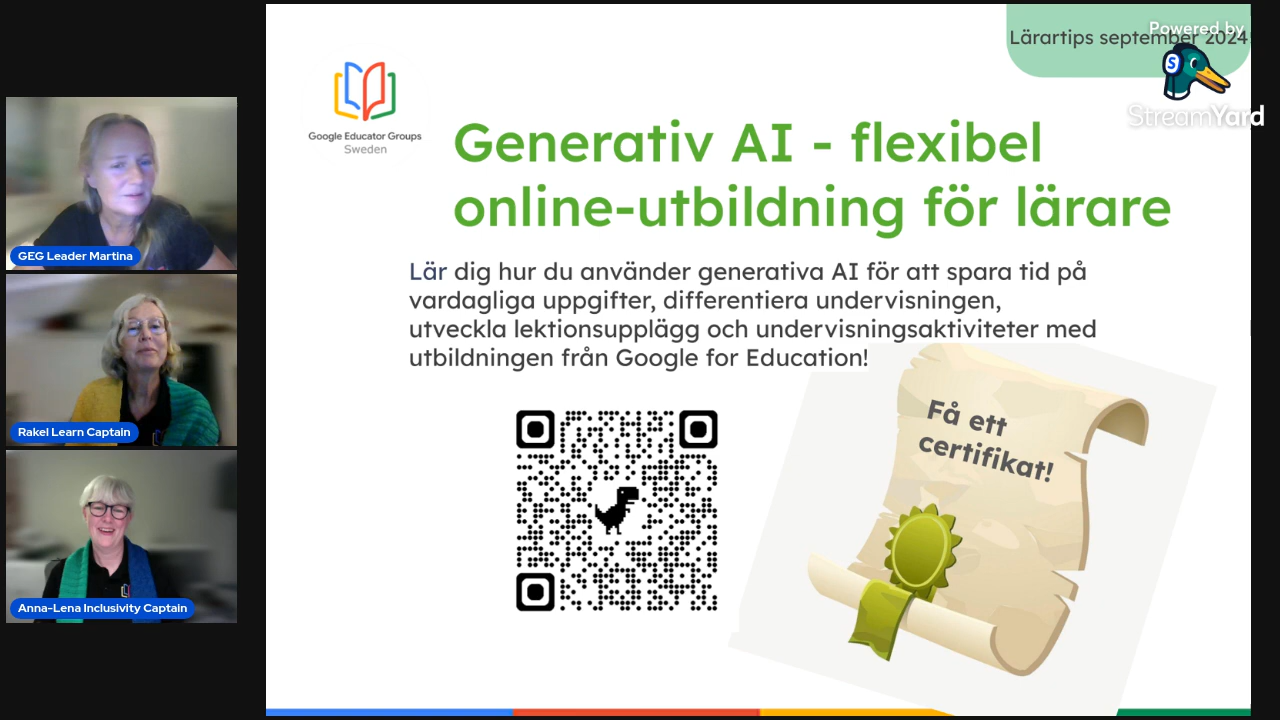 Lärartips september 2024!
Powered by
StreamYard
Google Educator Groups
Sweden
Generativ AI - flexibel
online-utbildning för lärare
Lär dig hur du använder generativa AI för att spara tid på
vardagliga uppgifter, differentiera undervisningen,
utveckla lektionsupplägg och undervisningsaktiviteter med
utbildningen från Google for Education!
Få ett
certifikat!
GEG Leader Martina
Rakel Learn Captain
Anna-Lena Inclusivity Captain